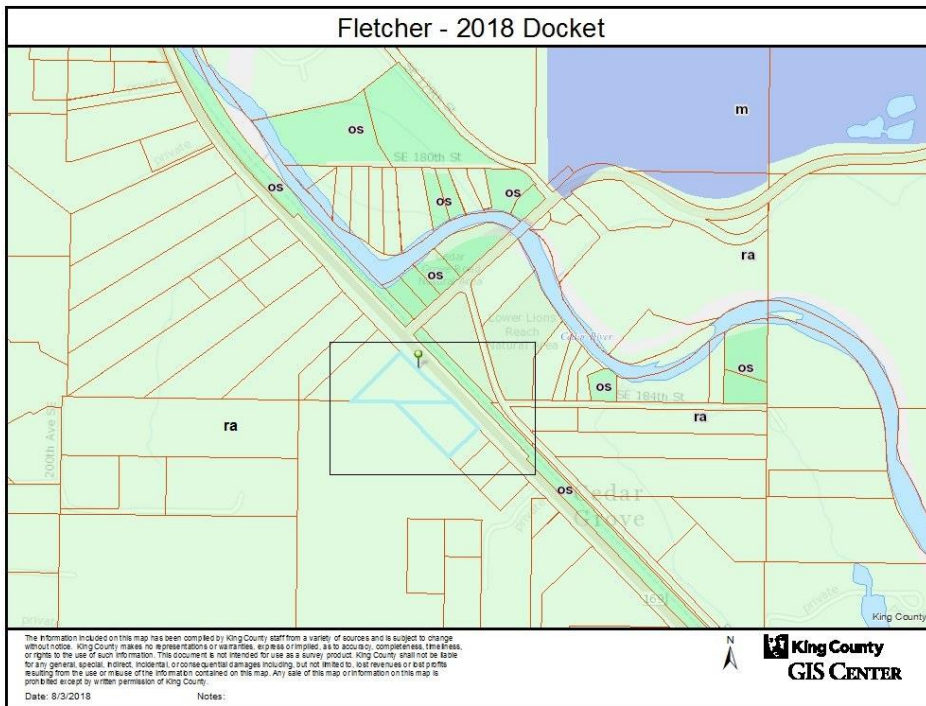 Fletcher - 2018 Docket
m
os
SE 180th St
private
os
os
os
ra
os
Lower Lions
Reach
Natural Area
Cedar River
os
os
SE 184th St
ra
ra
200th Ave SE
os
Cedar
Grove
private
169
private
private
King County
The information included on this map has been compiled by King County staff from a variety of sources and is subject to change
without notice. King County makes no representations or warranties, express or implied, as to accuracy, completeness, timeliness,
or rights to the use of such information. This document is not intended for use as a survey product. King County shall not be liable
for any general, special, indirect, incidental, or consequential damages including, but not limited to, lost revenues or lost profits
resulting from the use or misuse of the information contained on this map. Any sale of this map or information on this map is
prohibited except by written permission of King County.
Date: 8/3/2018 Notes:
N
King County
GIS CENTER